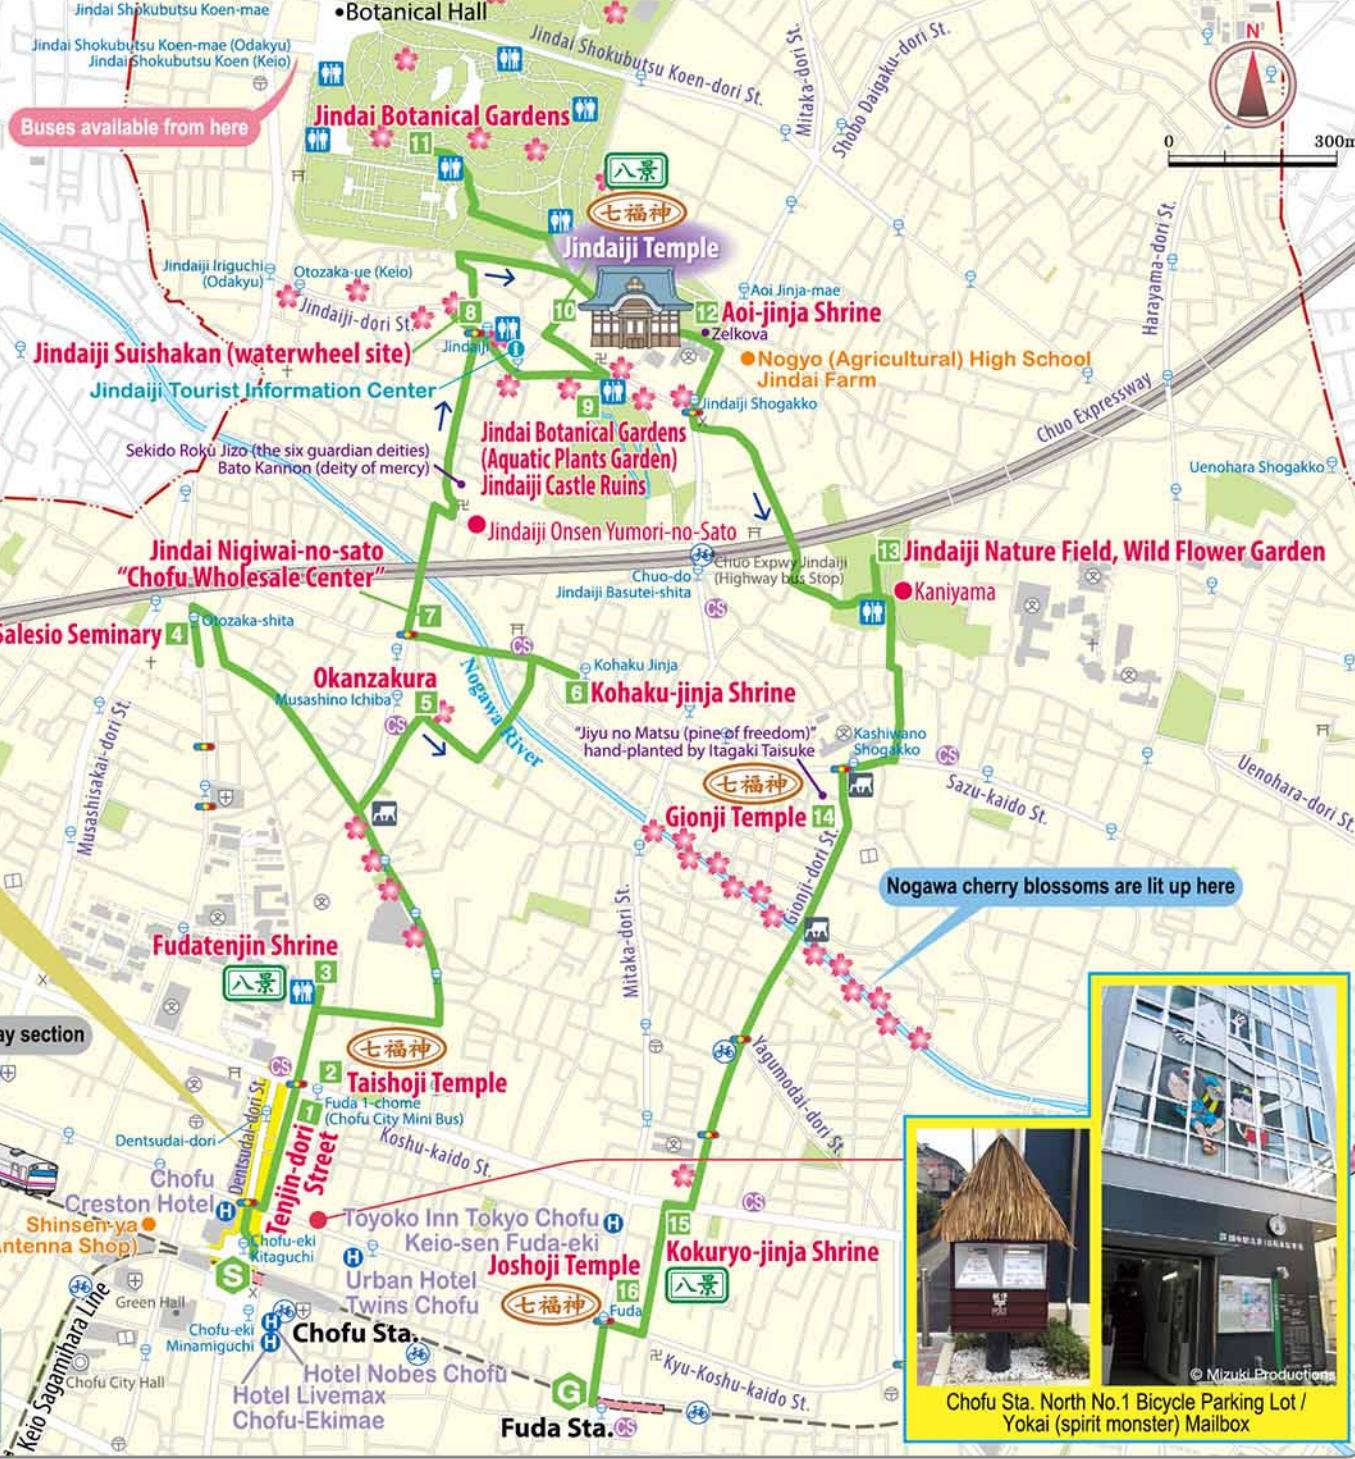 Jindai Shokubutsu Koen-mae
•Botanical Hall
Jindai Shokubutsu Koen-dori St.
Mitaka-dori St.
Shobo Daigaku-dori St.
N
Jindai Shokubutsu Koen-mae (Odakyu)
Jindai Shokubutsu Koen (Keio)
Buses available from here
Jindai Botanical Gardens
11
0 300m
八景
七福神
Jindaiji Temple
Harayama-dori St.
Jindaiji Iriguchi
(Odakyu)
Otozaka-ue (Keio)
Jindaiji-dori St.
Aoi Jinja-mae
8
10
12
Aoi-jinja Shrine
Zelkova
Jindaiji Suishakan (waterwheel site)
Jindaiji
i
Nogyo (Agricultural) High School
Jindai Farm
Jindaiji Tourist Information Center
9
Jindaiji Shogakko
Chuo Expressway
Jindai Botanical Gardens
(Aquatic Plants Garden)
Jindaiji Castle Ruins
Sekido Roku Jizo (the six guardian deities)
Bato Kannon (deity of mercy)
Uenohara Shogakko
Jindaiji Onsen Yumori-no-Sato
Jindai Nigiwai-no-sato
"Chofu Wholesale Center"
13
Jindaiji Nature Field, Wild Flower Garden
Chuo Expwy Jindaiji
(Highway bus Stop)
Chuo-do
Jindaiji Basutei-shita
Kaniyama
CS
7
Otozaka-shita
Salesio Seminary
4
CS
Kohaku Jinja
Okanzakura
Musashino Ichiba
5
6
Kohaku-jinja Shrine
Nogawa River
CS
"Jiyu no Matsu (pine of freedom)"
hand-planted by Itagaki Taisuke
Kashiwano
Shogakko
CS
Musashisakai-dori St.
七福神
Sazu-kaido St.
Uenohara-dori St.
Gionji Temple
14
Gionji-dori St.
Nogawa cherry blossoms are lit up here
Mitaka-dori St.
Fudatenjin Shrine
八景
3
ay section
七福神
Yagumodai-dori St.
CS
2
Taishoji Temple
Fuda 1-chome
(Chofu City Mini Bus)
1
Tenjin-dori
Street
Dentsudai-dori St.
Dentsudai-dori
Koshu-kaido St.
Chofu
Creston Hotel
H
Shinsen-ya
(Antenna Shop)
Chofu-eki
Kitaguchi
Toyoko Inn Tokyo Chofu
Keio-sen Fuda-eki
H
CS
15
Kokuryo-jinja Shrine
八景
S
H
Urban Hotel
Twins Chofu
Joshoji Temple
16
七福神
Fuda
Green Hall
Keio Sagamihara Line
Chofu-eki
Minamiguchi
H
H
Chofu Sta.
Chofu City Hall
Hotel Nobes Chofu
Hotel Livemax
Chofu-Ekimae
G
Fuda Sta.
CS
Kyu-Koshu-kaido St.
POST
© Mizuki Productions
Chofu Sta. North No.1 Bicycle Parking Lot /
Yokai (spirit monster) Mailbox